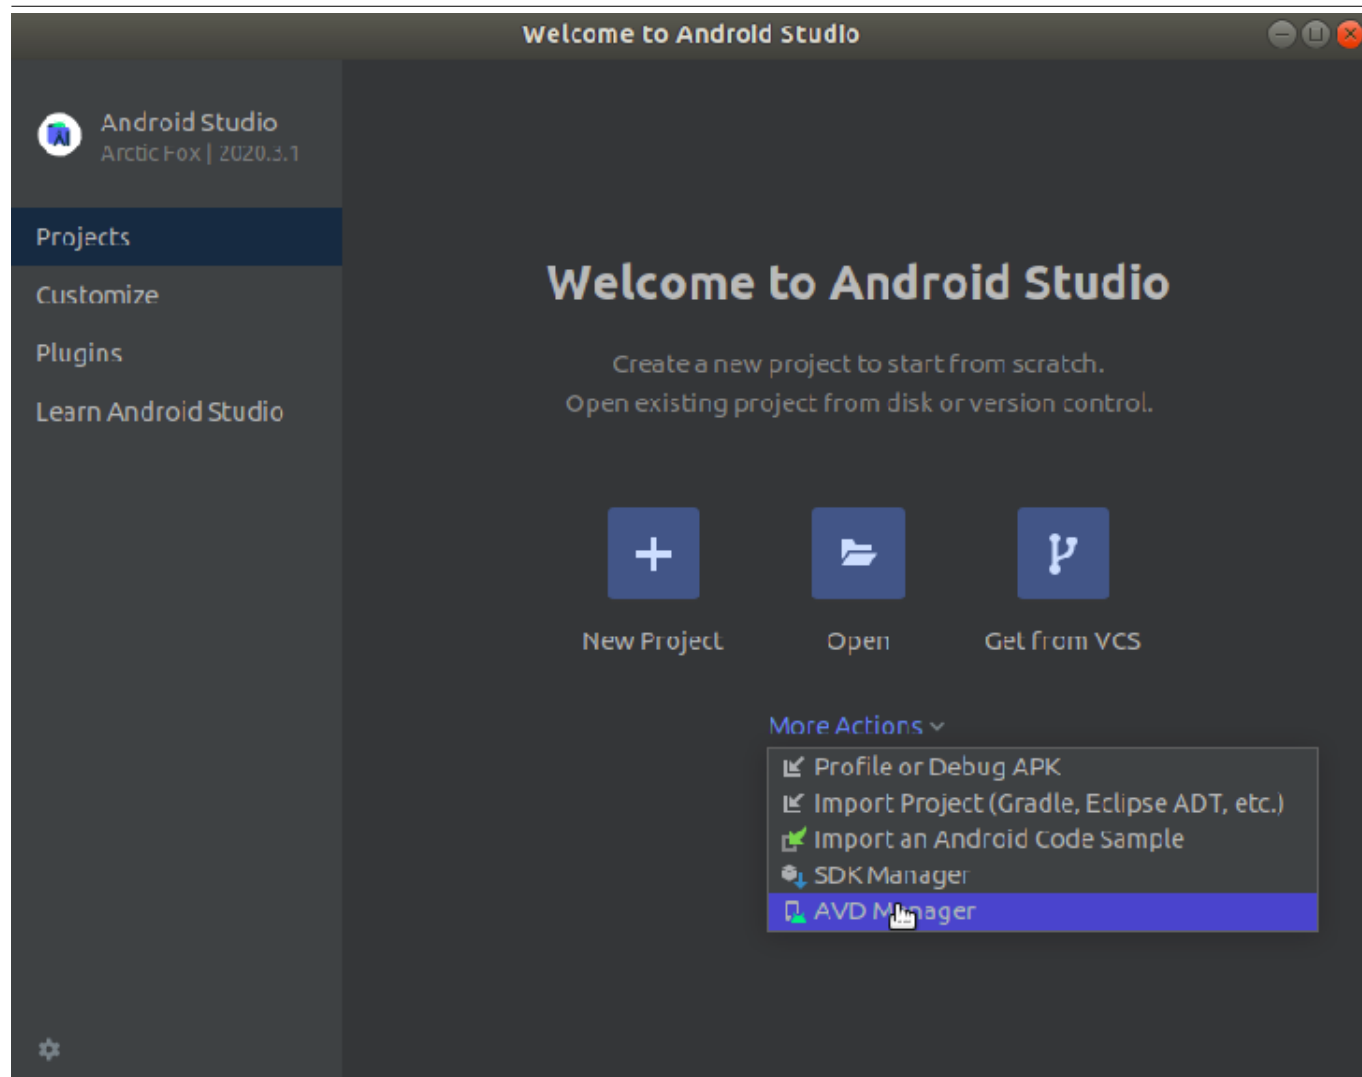 Welcome to Android Studio
Android Studio
Arctic Fox | 2020.3.1
Projects
Customize
Plugins
Learn Android Studio
Welcome to Android Studio
Create a new project to start from scratch.
Open existing project from disk or version control.
New Project
Open
Get from VCS
More Actions
Profile or Debug APK
Import Project (Gradle, Eclipse ADT, etc.)
Import an Android Code Sample
SDK Manager
AVD Manager